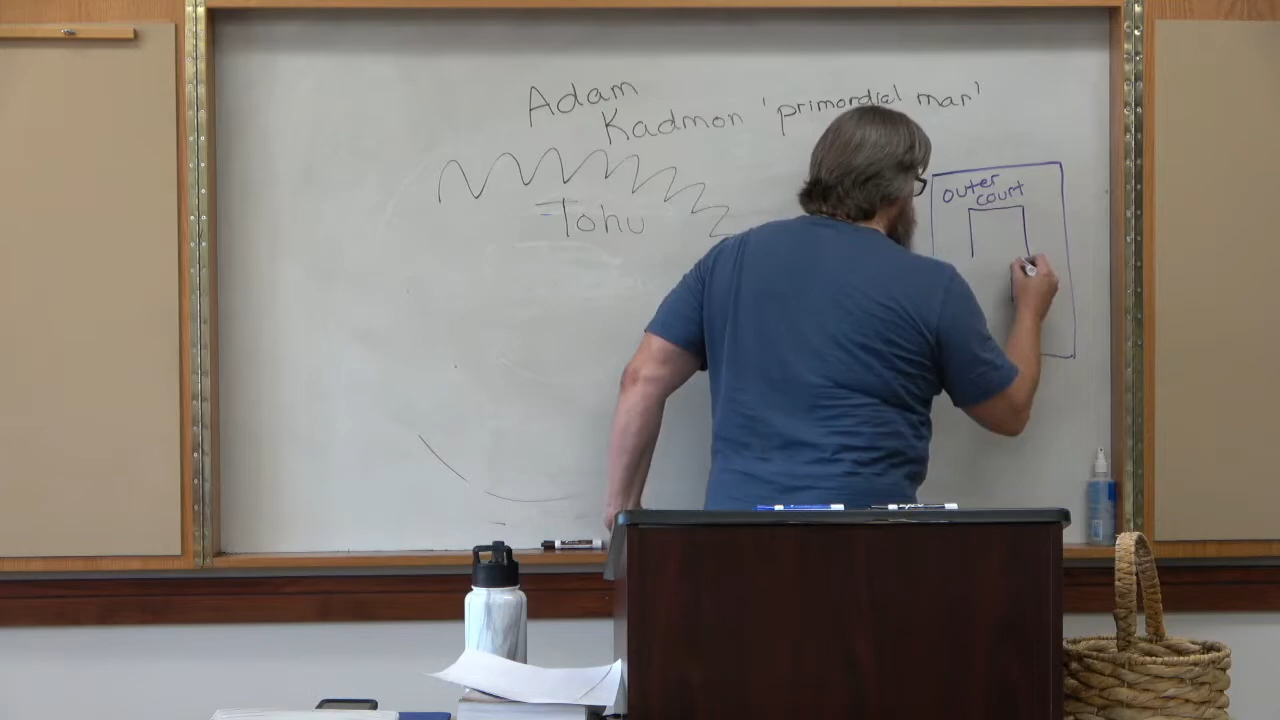 Adam
Kadmon 'primordial man'
Tohu
outer
court